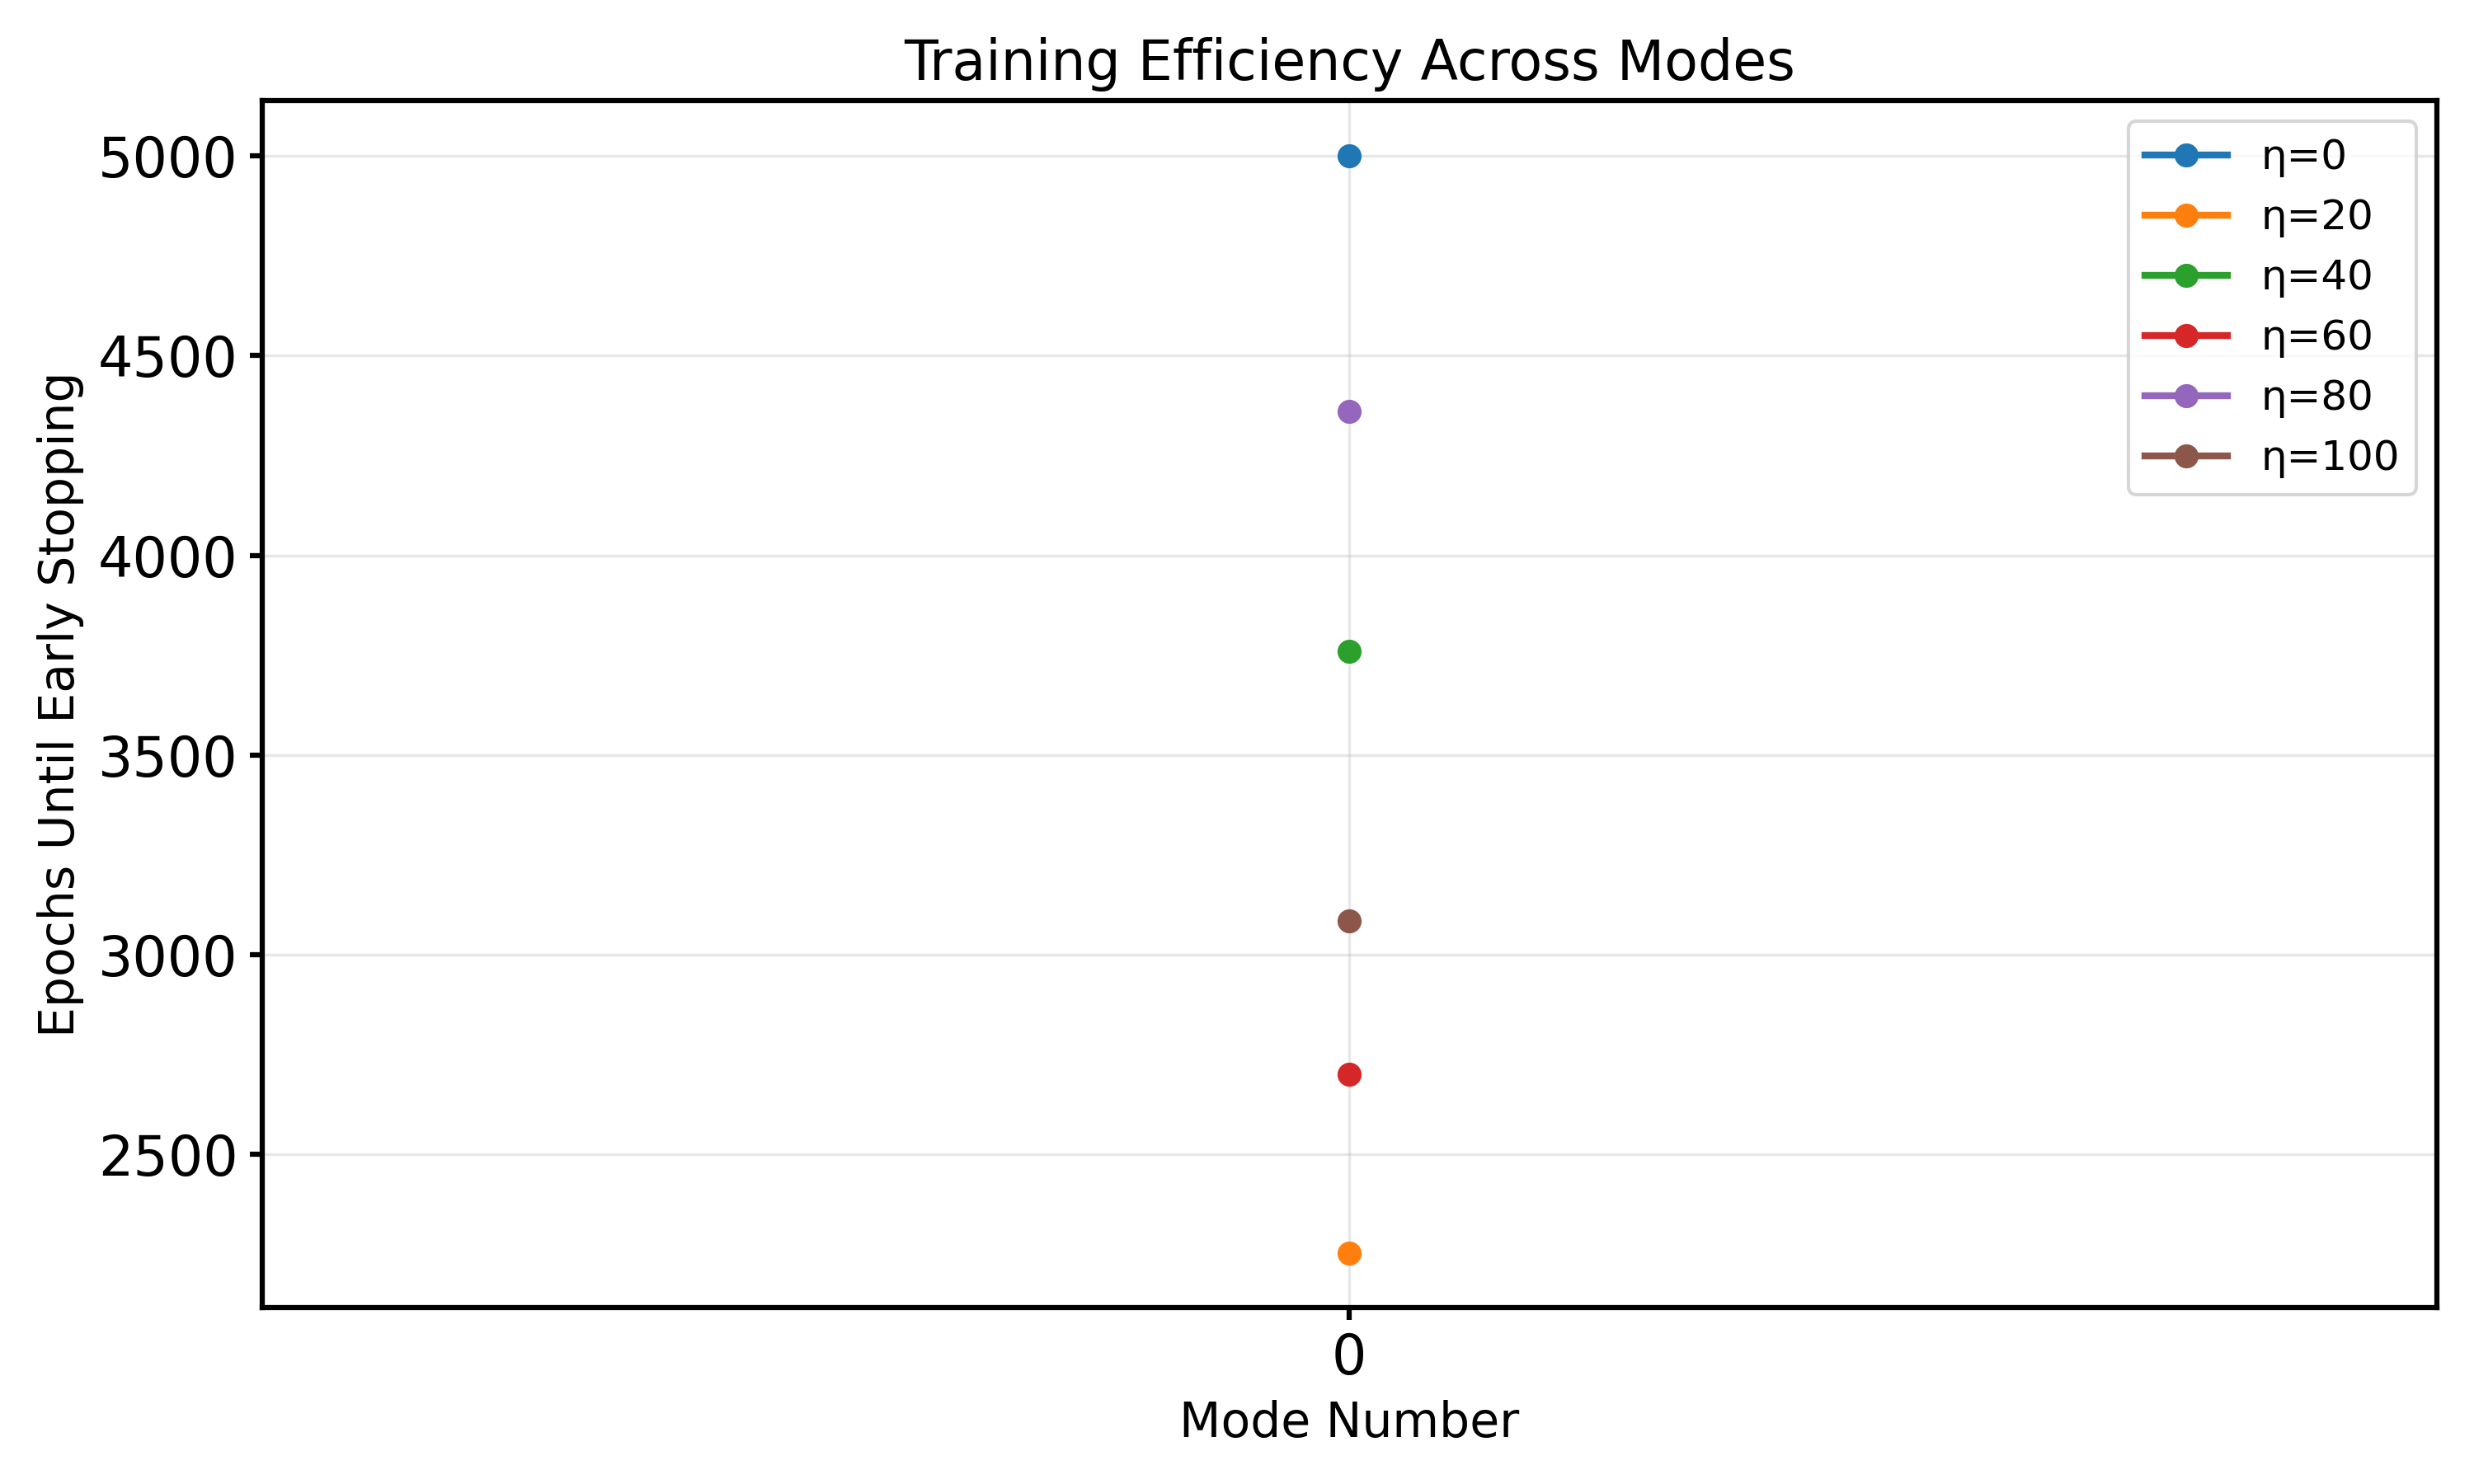 Training Efficiency Across Modes
Epochs Until Early Stopping
5000
4500
4000
3500
3000
2500
0
Mode Number
η=0
η=20
η=40
η=60
η=80
η=100